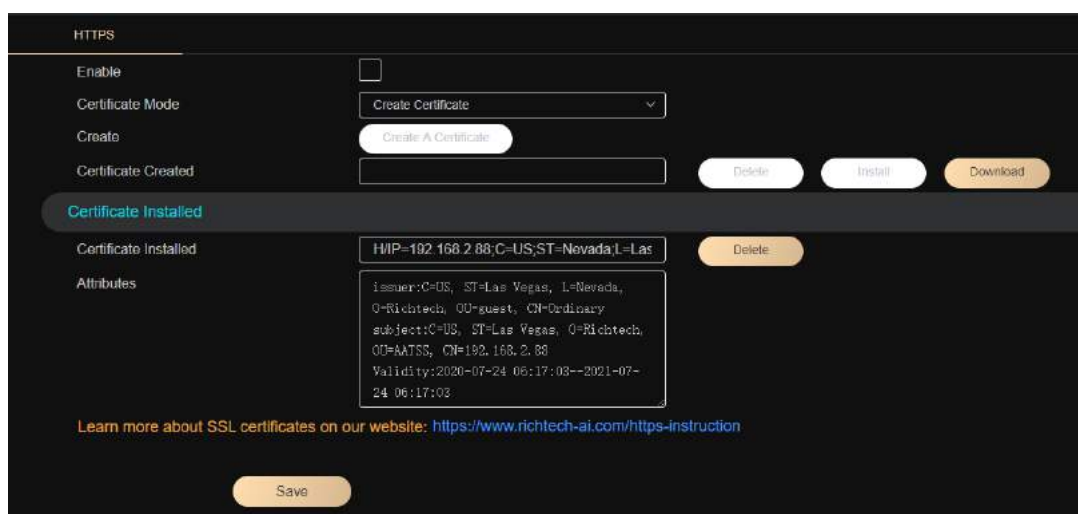 HTTPS
Enable
Certificate Mode Create Certificate
Create Create A Certificate
Certificate Created Delete Install Download
Certificate Installed
Certificate Installed H/IP=192.168.2.88;C=US;ST=Nevada;L=Las Delete
Attributes
issuer:C=US, ST=Las Vegas, L=Nevada,
O=Richtech, OU=guest, CN=Ordinary
subject:C=US, ST=Las Vegas, O=Richtech,
OU=AATSS, CN=192.168.2.88
Validity:2020-07-24 06:17:03--2021-07-
24 06:17:03
Learn more about SSL certificates on our website: https://www.richtech-ai.com/https-instruction
Save